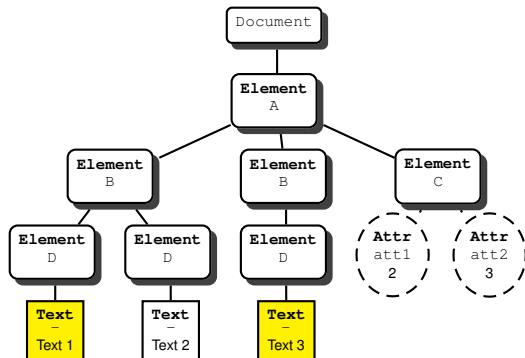 Document
Element
A
Element
B
Element
B
Element
C
Element
D
Element
D
Element
D
Attr
att1
2
Attr
att2
3
Text
–
Text 1
Text
–
Text 2
Text
–
Text 3